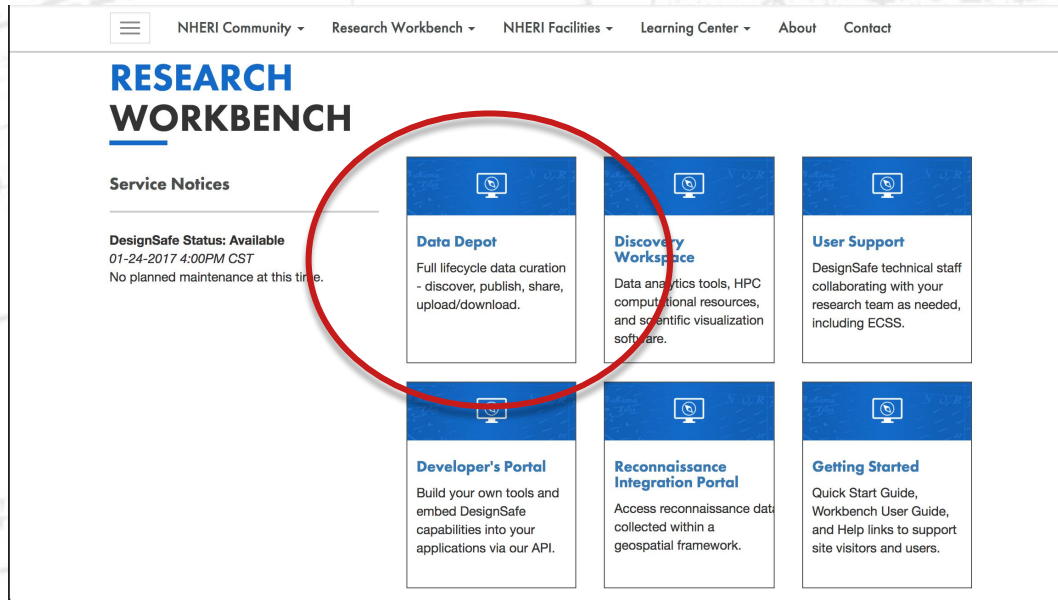 NHERI Community Research Workbench NHERI Facilities Learning Center About Contact
RESEARCH
WORKBENCH
Service Notices
DesignSafe Status: Available
01-24-2017 4:00PM CST
No planned maintenance at this time.
Data Depot
Full lifecycle data curation
- discover, publish, share,
upload/download.
Discovery
Workspace
Data analytics tools, HPC
computational resources,
and scientific visualization
software.
User Support
DesignSafe technical staff
collaborating with your
research team as needed,
including ECSS.
Developer's Portal
Build your own tools and
embed DesignSafe
capabilities into your
applications via our API.
Reconnaissance
Integration Portal
Access reconnaissance data
collected within a
geospatial framework.
Getting Started
Quick Start Guide,
Workbench User Guide,
and Help links to support
site visitors and users.